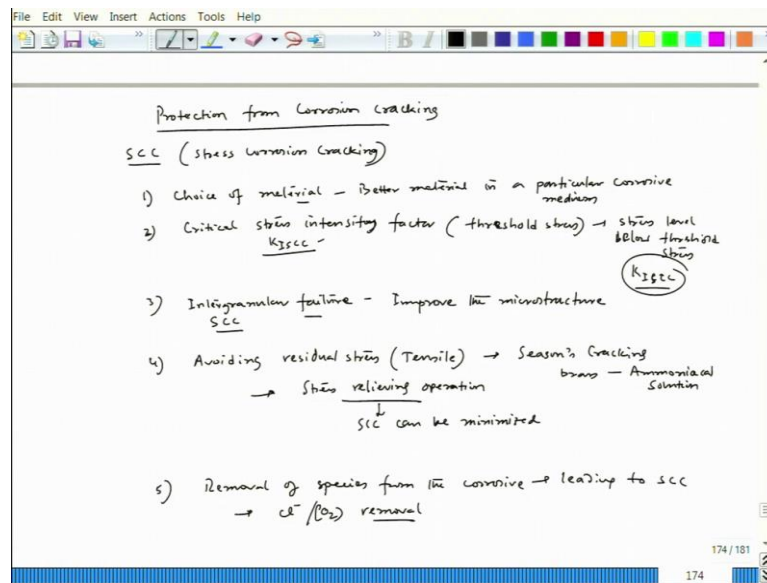 File Edit View Insert Actions Tools Help
B I
Protection from Corrosion Cracking
SCC (Stress Corrosion Cracking)
1) Choice of material - Better material in a particular corrosive
medium
2) Critical stress intensity factor (threshold stress) → stress level
below threshold
stress
KISCC -
KISCC
3) Intergranular failure - Improve the microstructure
SCC
4) Avoiding residual stress (Tensile) → Season's Cracking
brass - Ammoniacal
Solution
→ Stress relieving operation
↓
SCC can be minimized
5) Removal of species from the corrosive → leading to SCC
→ Cl⁻/[O2] removal
174 / 181
174